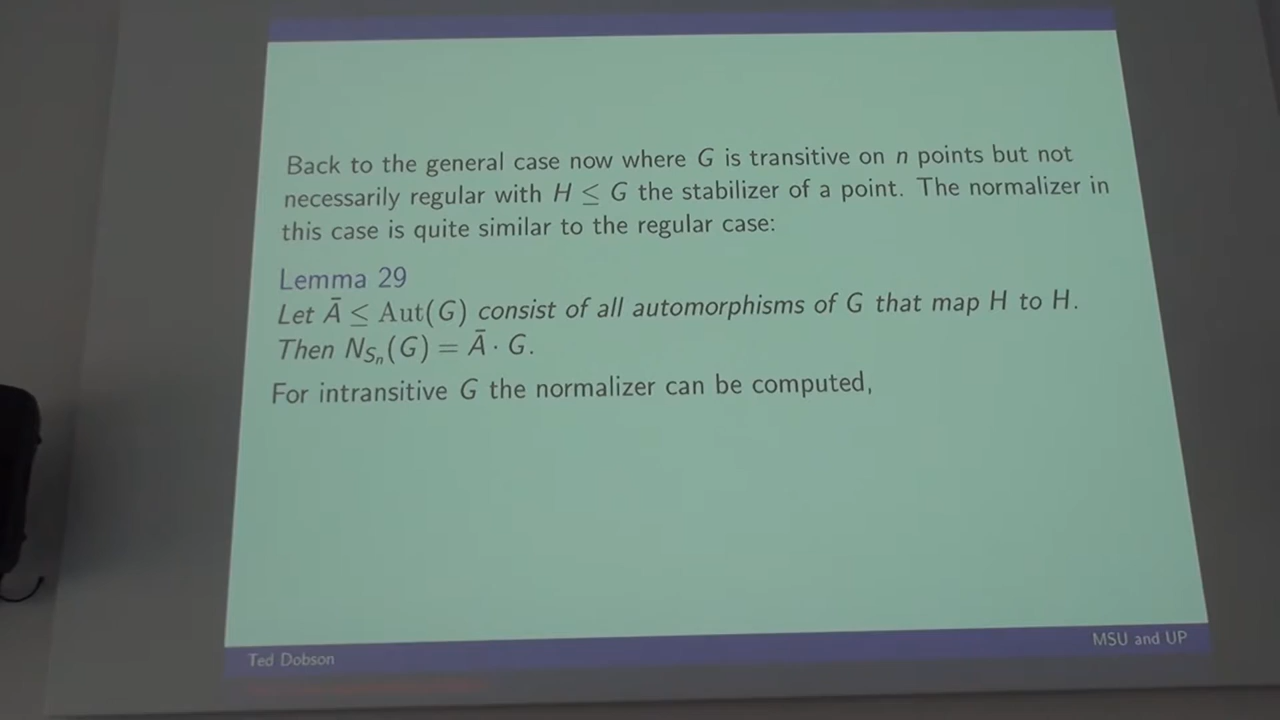 Back to the general case now where G is transitive on n points but not
necessarily regular with H ≤ G the stabilizer of a point. The normalizer in
this case is quite similar to the regular case:
Lemma 29
Let Ā ≤ Aut(G) consist of all automorphisms of G that map H to H.
Then N_{S_n}(G) = Ā · G.
For intransitive G the normalizer can be computed,
Ted Dobson
MSU and UP